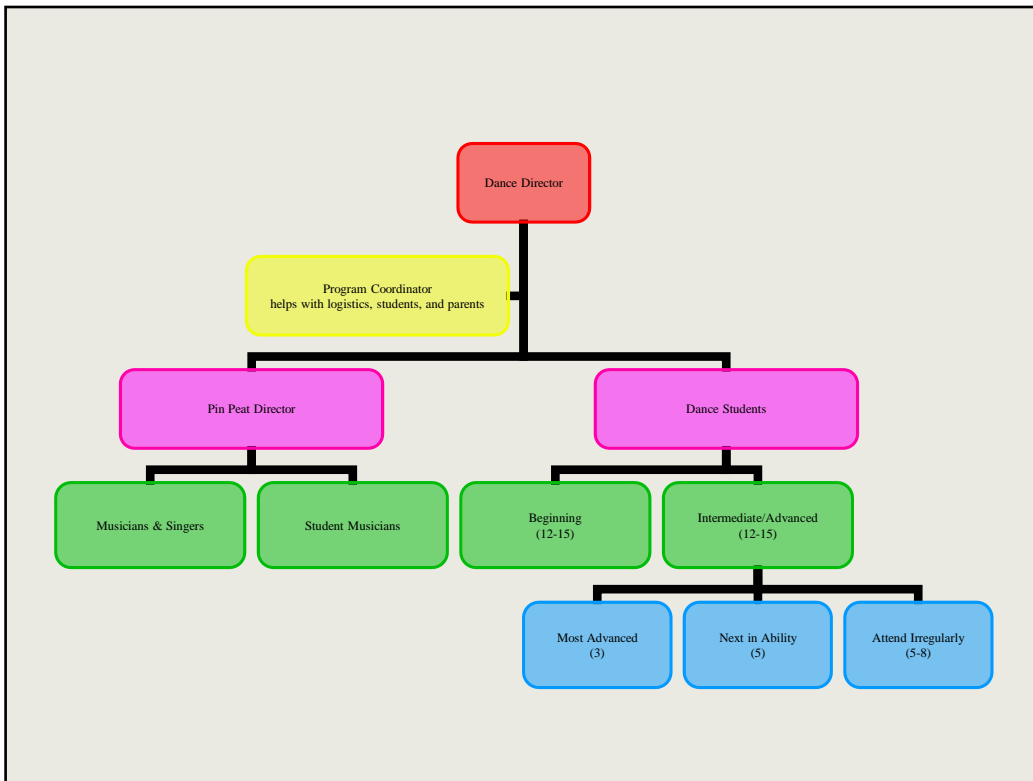 Dance Director
Program Coordinator
helps with logistics, students, and parents
Pin Peat Director
Dance Students
Musicians & Singers
Student Musicians
Beginning
(12-15)
Intermediate/Advanced
(12-15)
Most Advanced
(3)
Next in Ability
(5)
Attend Irregularly
(5-8)